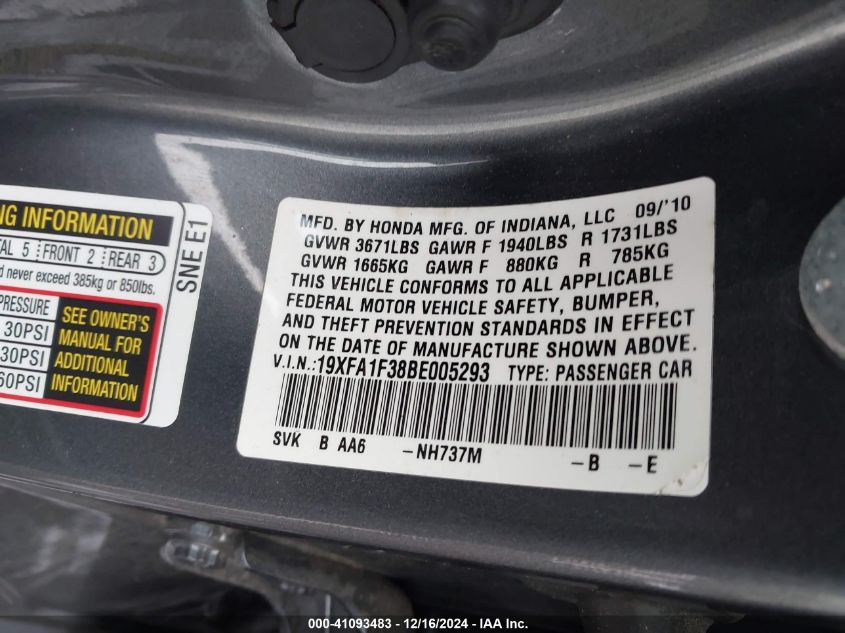 NG INFORMATION
TAL 5 FRONT 2 REAR 3
d never exceed 385kg or 850lbs.
PRESSURE
30PSI
30PSI
60PSI
SEE OWNER'S
MANUAL FOR
ADDITIONAL
INFORMATION
SNE E1
MFD. BY HONDA MFG. OF INDIANA, LLC 09/'10
GVWR 3671LBS GAWR F 1940LBS R 1731LBS
GVWR 1665KG GAWR F 880KG R 785KG
THIS VEHICLE CONFORMS TO ALL APPLICABLE
FEDERAL MOTOR VEHICLE SAFETY, BUMPER,
AND THEFT PREVENTION STANDARDS IN EFFECT
ON THE DATE OF MANUFACTURE SHOWN ABOVE.
V.I.N.:19XFA1F38BE005293 TYPE: PASSENGER CAR
SVK B AA6 -NH737M -B -E
000-41093483 - 12/16/2024 - IAA Inc.